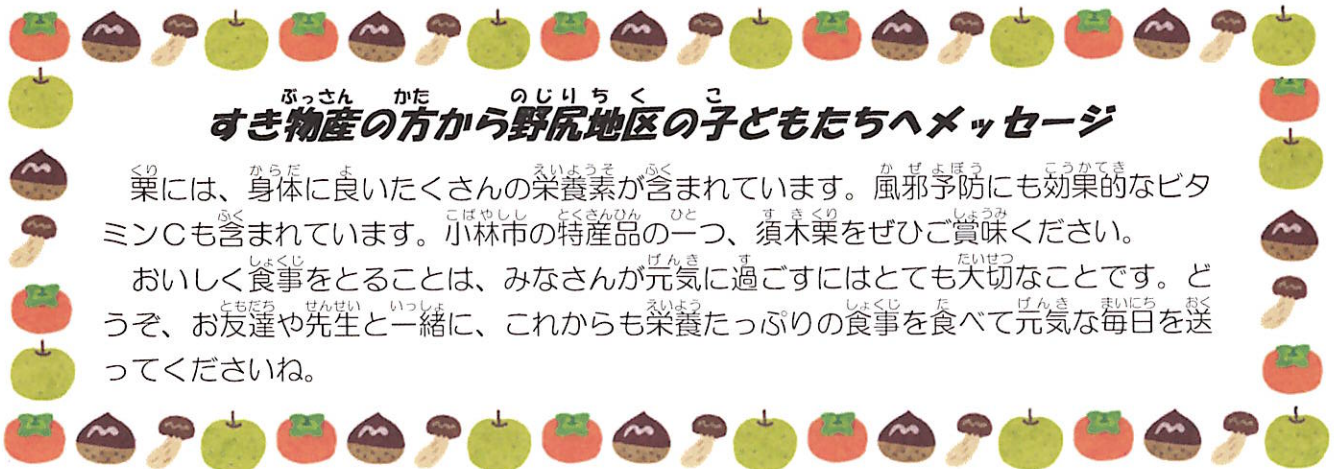 すき物産の方から野尻地区の子どもたちへメッセージ
栗には、身体に良いたくさんの栄養素が含まれています。風邪予防にも効果的なビタ
ミンCも含まれています。小林市の特産品の一つ、須木栗をぜひご賞味ください。
おいしく食事をとることは、みなさんが元気に過ごすにはとても大切なことです。ど
うぞ、お友達や先生と一緒に、これからも栄養たっぷりの食事を食べて元気な毎日を送
ってくださいね。